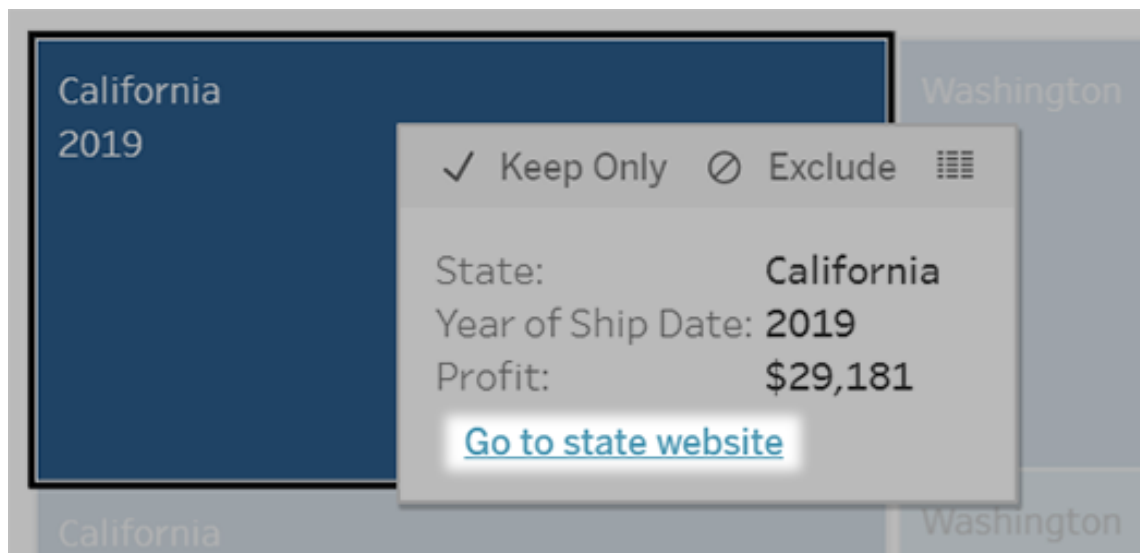 California
2019
Washington
Keep Only Exclude
State: California
Year of Ship Date: 2019
Profit: $29,181
Go to state website
California
Washington